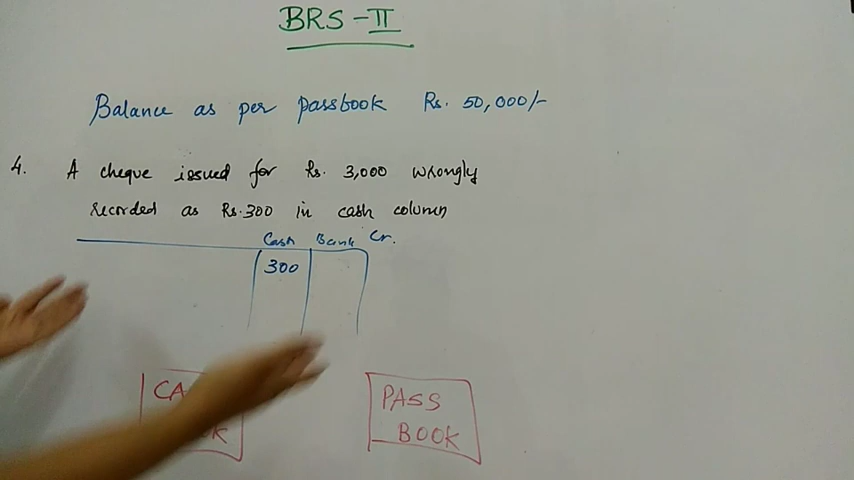 BRS - II
Balance as per passbook Rs. 50,000/-
4. A cheque issued for Rs. 3,000 wrongly
recorded as Rs. 300 in cash column
Cash Bank Cr.
300
PASS
BOOK